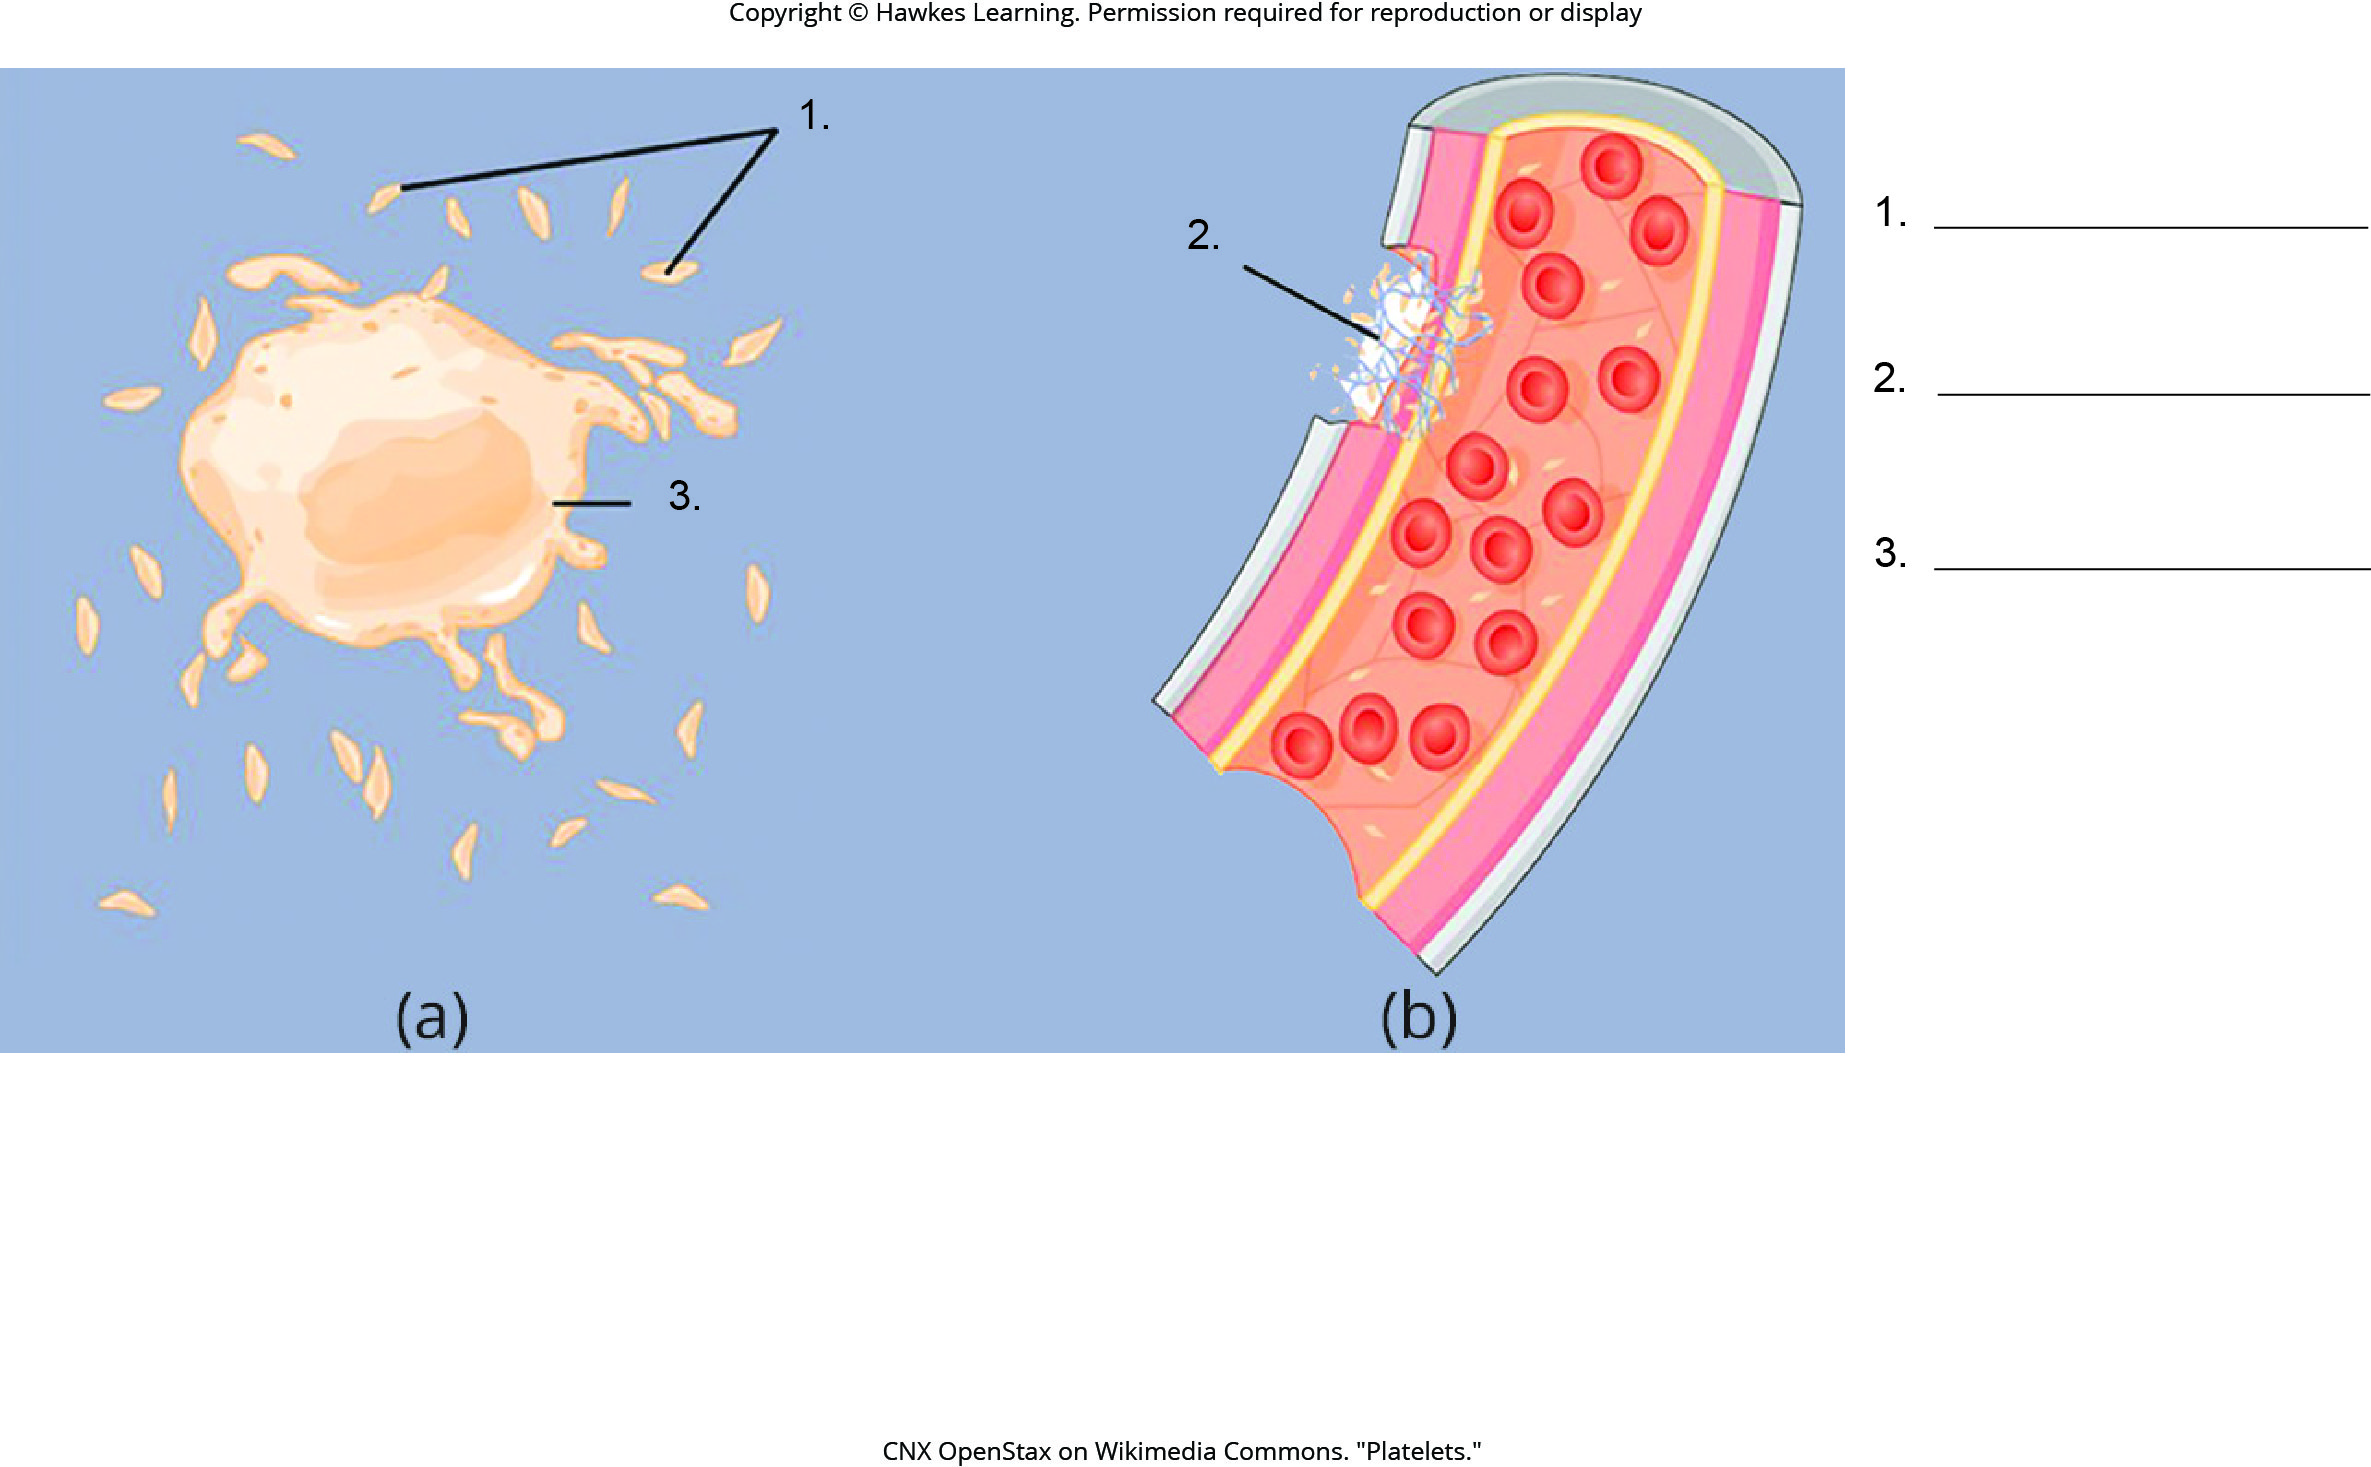 Copyright © Hawkes Learning. Permission required for reproduction or display
1.
2.
3.
(a)
(b)
1.
2.
3.
CNX OpenStax on Wikimedia Commons. "Platelets."